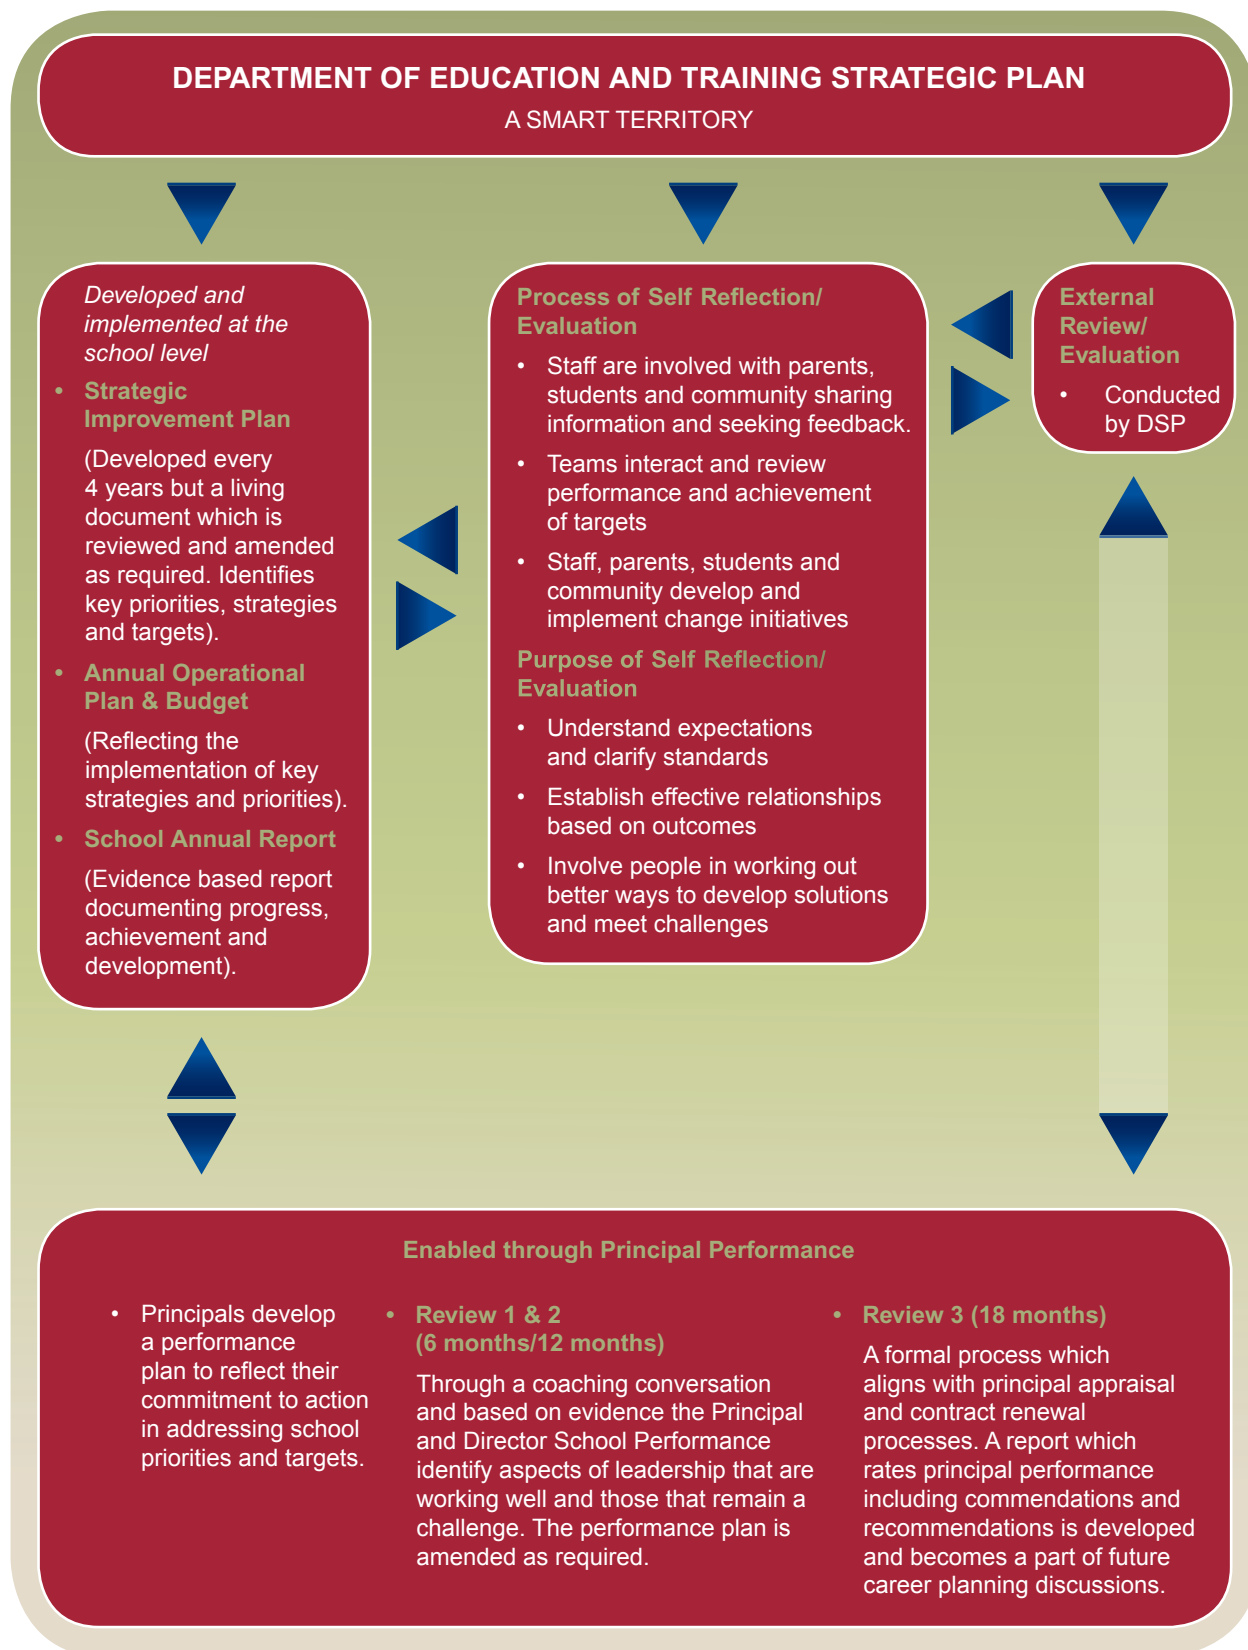 DEPARTMENT OF EDUCATION AND TRAINING STRATEGIC PLAN
A SMART TERRITORY
Developed and
implemented at the
school level
• Strategic
Improvement Plan
(Developed every
4 years but a living
document which is
reviewed and amended
as required. Identifies
key priorities, strategies
and targets).
• Annual Operational
Plan & Budget
(Reflecting the
implementation of key
strategies and priorities).
• School Annual Report
(Evidence based report
documenting progress,
achievement and
development).
Process of Self Reflection/
Evaluation
• Staff are involved with parents,
students and community sharing
information and seeking feedback.
• Teams interact and review
performance and achievement
of targets
• Staff, parents, students and
community develop and
implement change initiatives
Purpose of Self Reflection/
Evaluation
• Understand expectations
and clarify standards
• Establish effective relationships
based on outcomes
• Involve people in working out
better ways to develop solutions
and meet challenges
External
Review/
Evaluation
• Conducted
by DSP
Enabled through Principal Performance
• Principals develop
a performance
plan to reflect their
commitment to action
in addressing school
priorities and targets.
• Review 1 & 2
(6 months/12 months)
Through a coaching conversation
and based on evidence the Principal
and Director School Performance
identify aspects of leadership that are
working well and those that remain a
challenge. The performance plan is
amended as required.
• Review 3 (18 months)
A formal process which
aligns with principal appraisal
and contract renewal
processes. A report which
rates principal performance
including commendations and
recommendations is developed
and becomes a part of future
career planning discussions.